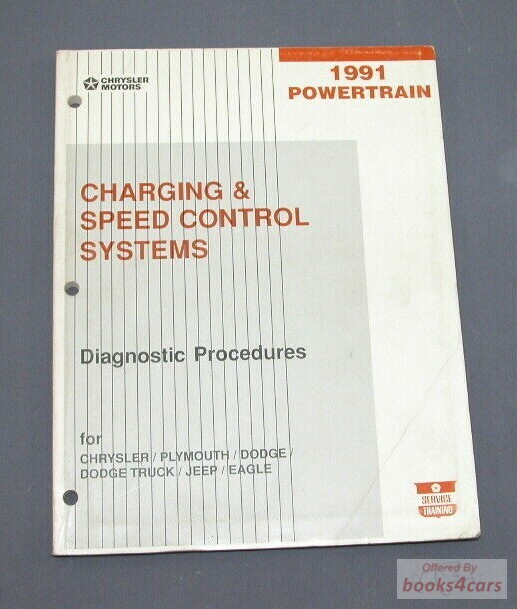 CHRYSLER
MOTORS
1991
POWERTRAIN
CHARGING &
SPEED CONTROL
SYSTEMS
Diagnostic Procedures
for
CHRYSLER / PLYMOUTH / DODGE /
DODGE TRUCK / JEEP / EAGLE
SERVICE
TRAINING
Offered By
books4cars